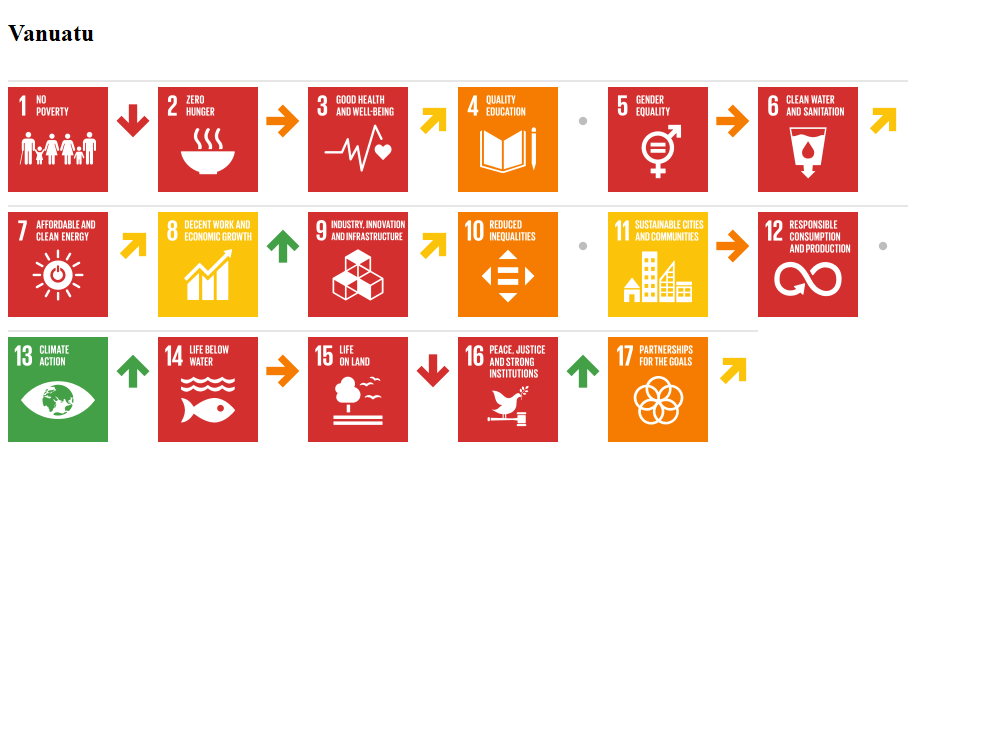 Vanuatu
1 NO
POVERTY
2 ZERO
HUNGER
3 GOOD HEALTH
AND WELL-BEING
4 QUALITY
EDUCATION
5 GENDER
EQUALITY
6 CLEAN WATER
AND SANITATION
7 AFFORDABLE AND
CLEAN ENERGY
8 DECENT WORK AND
ECONOMIC GROWTH
9 INDUSTRY, INNOVATION
AND INFRASTRUCTURE
10 REDUCED
INEQUALITIES
11 SUSTAINABLE CITIES
AND COMMUNITIES
12 RESPONSIBLE
CONSUMPTION
AND PRODUCTION
13 CLIMATE
ACTION
14 LIFE BELOW
WATER
15 LIFE
ON LAND
16 PEACE, JUSTICE
AND STRONG
INSTITUTIONS
17 PARTNERSHIPS
FOR THE GOALS